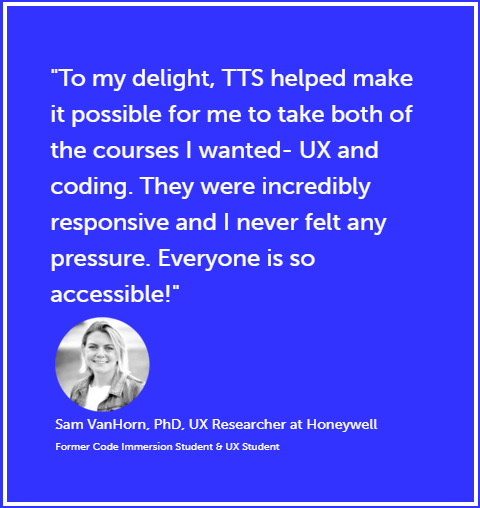 "To my delight, TTS helped make
it possible for me to take both of
the courses I wanted- UX and
coding. They were incredibly
responsive and I never felt any
pressure. Everyone is so
accessible!"
Sam VanHorn, PhD, UX Researcher at Honeywell
Former Code Immersion Student & UX Student